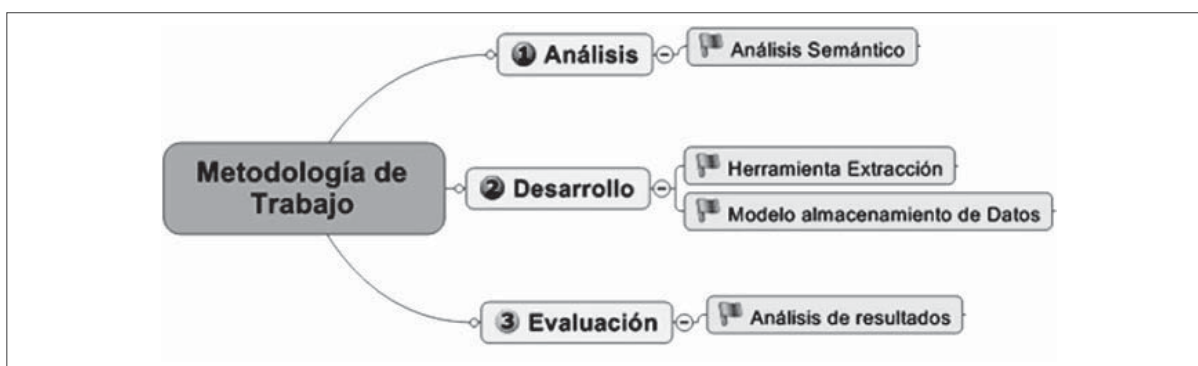 Metodología de
Trabajo
1 Análisis
Análisis Semántico
2 Desarrollo
Herramienta Extracción
Modelo almacenamiento de Datos
3 Evaluación
Análisis de resultados